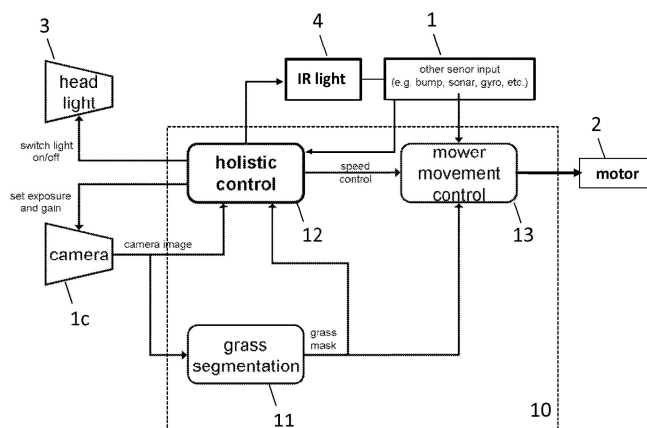 3
4
1
head
light
IR light
other senor input
(e.g. bump, sonar, gyro, etc.)
switch light
on/off
holistic
control
speed
control
mower
movement
control
2
motor
set exposure
and gain
12
13
camera
camera image
1c
grass
segmentation
grass
mask
11
10